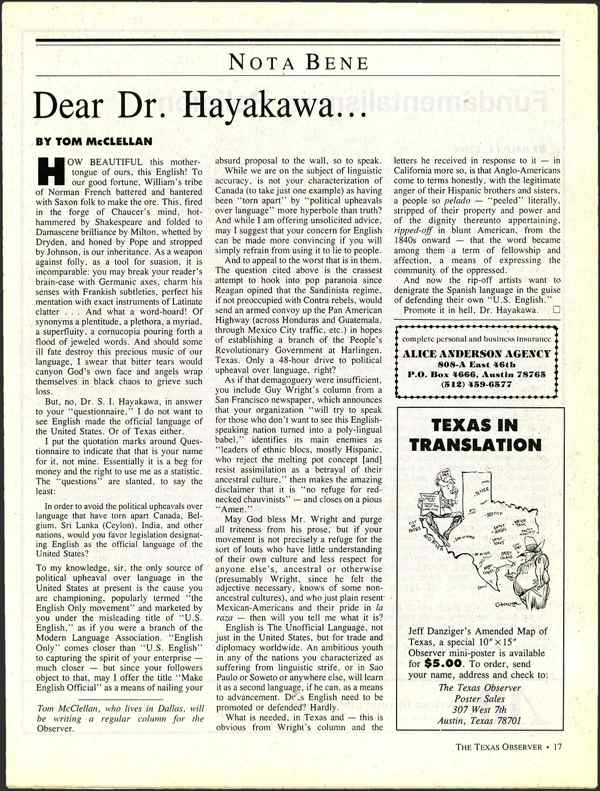 NOTA BENE
Dear Dr. Hayakawa...
BY TOM McCLELLAN
HOW BEAUTIFUL this mother-
tongue of ours, this English! To
our good fortune, William's tribe
of Norman French battered and bantered
with Saxon folk to make the ore. This, fired
in the forge of Chaucer's mind, hot-
hammered by Shakespeare and folded to
Damascene brilliance by Milton, whetted by
Dryden, and honed by Pope and stropped
by Johnson, is our inheritance. As a weapon
against folly, as a tool for suasion, it is
incomparable: you may break your reader's
brain-case with Germanic axes, charm his
senses with Frankish subtleties, perfect his
mentation with exact instruments of Latinate
clatter . . . And what a word-hoard! Of
synonyms a plentitude, a plethora, a myriad,
a superfluity, a cornucopia pouring forth a
flood of jeweled words. And should some
ill fate destroy this precious music of our
language, I swear that bitter tears would
canyon God's own face and angels wrap
themselves in black chaos to grieve such
loss.
But, no, Dr. S. I. Hayakawa, in answer
to your "questionnaire," I do not want to
see English made the official language of
the United States. Or of Texas either.
I put the quotation marks around Ques-
tionnaire to indicate that that is your name
for it, not mine. Essentially it is a beg for
money and the right to use me as a statistic.
The "questions" are slanted, to say the
least:
In order to avoid the political upheavals over
language that have torn apart Canada, Bel-
gium, Sri Lanka (Ceylon), India, and other
nations, would you favor legislation designat-
ing English as the official language of the
United States?
To my knowledge, sir, the only source of
political upheaval over language in the
United States at present is the cause you
are championing, popularly termed "the
English Only movement" and marketed by
you under the misleading title of "U.S.
English," as if you were a branch of the
Modern Language Association. "English
Only" comes closer than "U.S. English"
to capturing the spirit of your enterprise —
much closer — but since your followers
object to that, may I offer the title "Make
English Official" as a means of nailing your
Tom McClellan, who lives in Dallas, will
be writing a regular column for the
Observer.
absurd proposal to the wall, so to speak.
While we are on the subject of linguistic
accuracy, is not your characterization of
Canada (to take just one example) as having
been "torn apart" by "political upheavals
over language" more hyperbole than truth?
And while I am offering unsolicited advice,
may I suggest that your concern for English
can be made more convincing if you will
simply refrain from using it to lie to people.
And to appeal to the worst that is in them.
The question cited above is the crassest
attempt to hook into pop paranoia since
Reagan opined that the Sandinista regime,
if not preoccupied with Contra rebels, would
send an armed convoy up the Pan American
Highway (across Honduras and Guatemala,
through Mexico City traffic, etc.) in hopes
of establishing a branch of the People's
Revolutionary Government at Harlingen,
Texas. Only a 48-hour drive to political
upheaval over language, right?
As if that demagoguery were insufficient,
you include Guy Wright's column from a
San Francisco newspaper, which announces
that your organization "will try to speak
for those who don't want to see this English-
speaking nation turned into a poly-lingual
babel," identifies its main enemies as
"leaders of ethnic blocs, mostly Hispanic,
who reject the melting pot concept [and]
resist assimilation as a betrayal of their
ancestral culture," then makes the amazing
disclaimer that it is "no refuge for red-
necked chauvinists" — and closes on a pious
"Amen."
May God bless Mr. Wright and purge
all triteness from his prose, but if your
movement is not precisely a refuge for the
sort of louts who have little understanding
of their own culture and less respect for
anyone else's, ancestral or otherwise
(presumably Wright, since he felt the
adjective necessary, knows of some non-
ancestral cultures), and who just plain resent
Mexican-Americans and their pride in la
raza — then will you tell me what it is?
English is The Unofficial Language, not
just in the United States, but for trade and
diplomacy worldwide. An ambitious youth
in any of the nations you characterized as
suffering from linguistic strife, or in Sao
Paulo or Soweto or anywhere else, will learn
it as a second language, if he can, as a means
to advancement. Does English need to be
promoted or defended? Hardly.
What is needed, in Texas and — this is
obvious from Wright's column and the
letters he received in response to it — in
California more so, is that Anglo-Americans
come to terms honestly, with the legitimate
anger of their Hispanic brothers and sisters,
a people so pelado — "peeled" literally,
stripped of their property and power and
of the dignity thereunto appertaining,
ripped-off in blunt American, from the
1840s onward — that the word became
among them a term of fellowship and
affection, a means of expressing the
community of the oppressed.
And now the rip-off artists want to
denigrate the Spanish language in the guise
of defending their own "U.S. English."
Promote it in hell, Dr. Hayakawa. □
complete personal and business insurance
ALICE ANDERSON AGENCY
808-A East 46th
P.O. Box 4666, Austin 78765
(512) 459-6577
TEXAS IN
TRANSLATION
Jeff Danziger's Amended Map of
Texas, a special 10" × 15"
Observer mini-poster is available
for $5.00. To order, send
your name, address and check to:
The Texas Observer
Poster Sales
307 West 7th
Austin, Texas 78701
THE TEXAS OBSERVER • 17